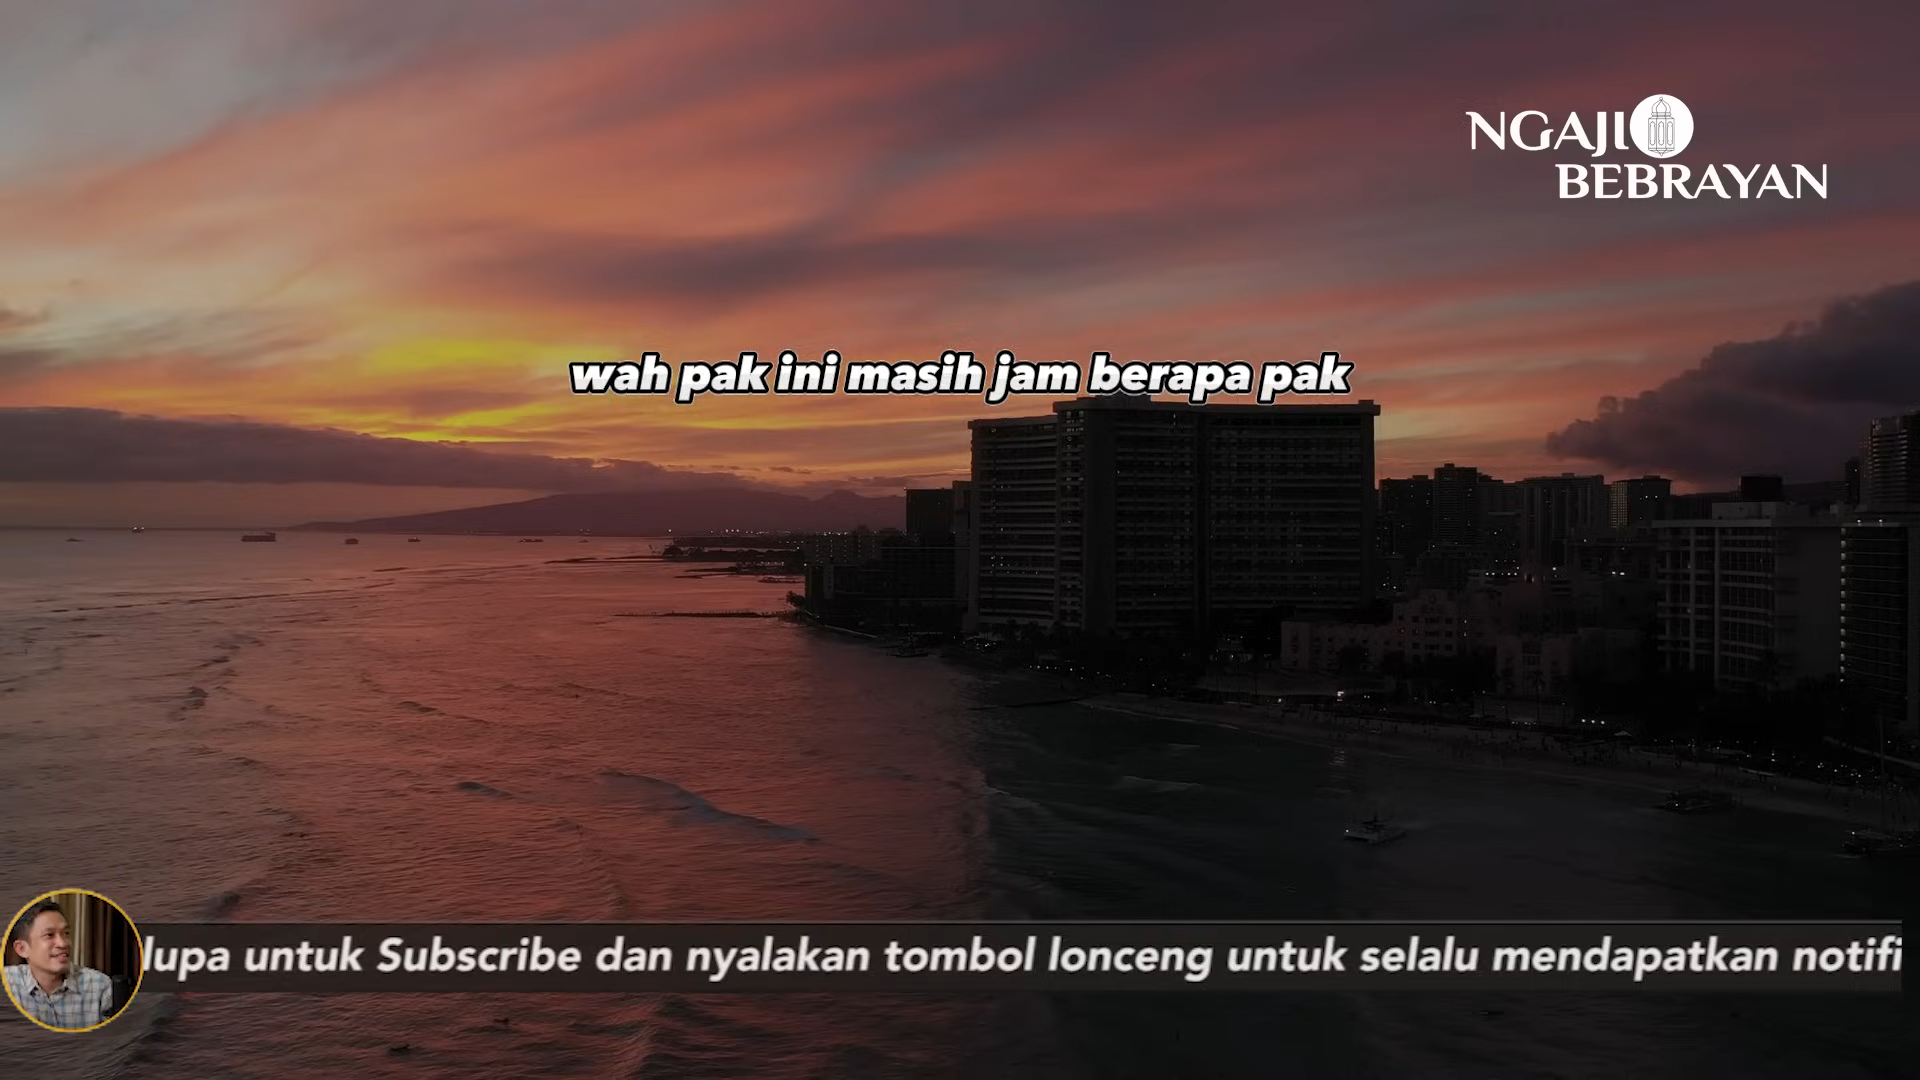 NGAJI
BEBRAYAN
wah pak ini masih jam berapa pak
lupa untuk Subscribe dan nyalakan tombol lonceng untuk selalu mendapatkan notifi